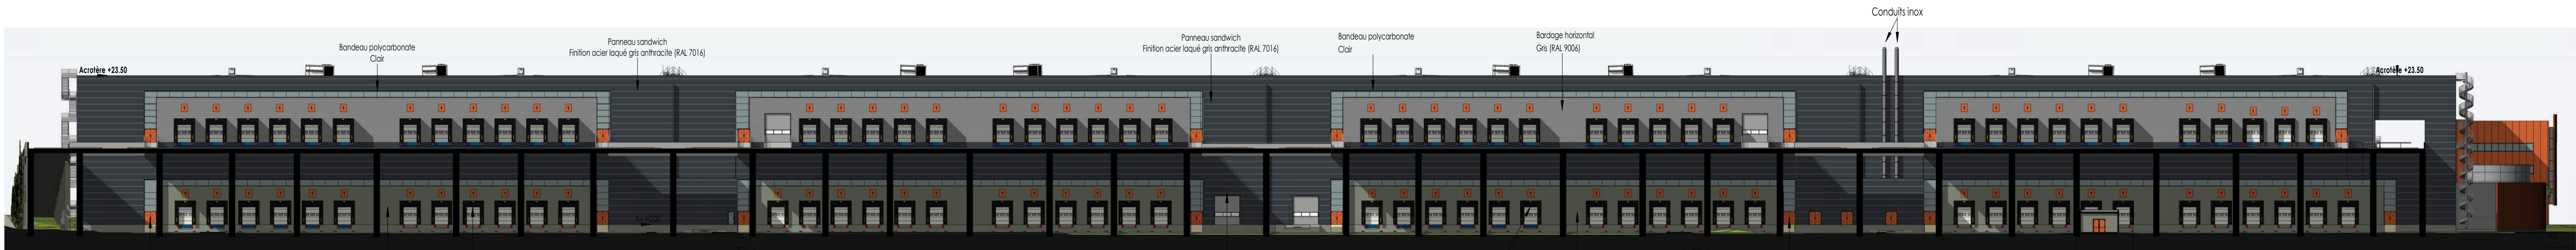 Conduits inox
Bandeau polycarbonate
Clair
Panneau sandwich
Finition acier laqué gris anthracite (RAL 7016)
Panneau sandwich
Finition acier laqué gris anthracite (RAL 7016)
Bandeau polycarbonate
Clair
Bardage horizontal
Gris (RAL 9006)
Acrotère +23.50
Acrotère +23.50